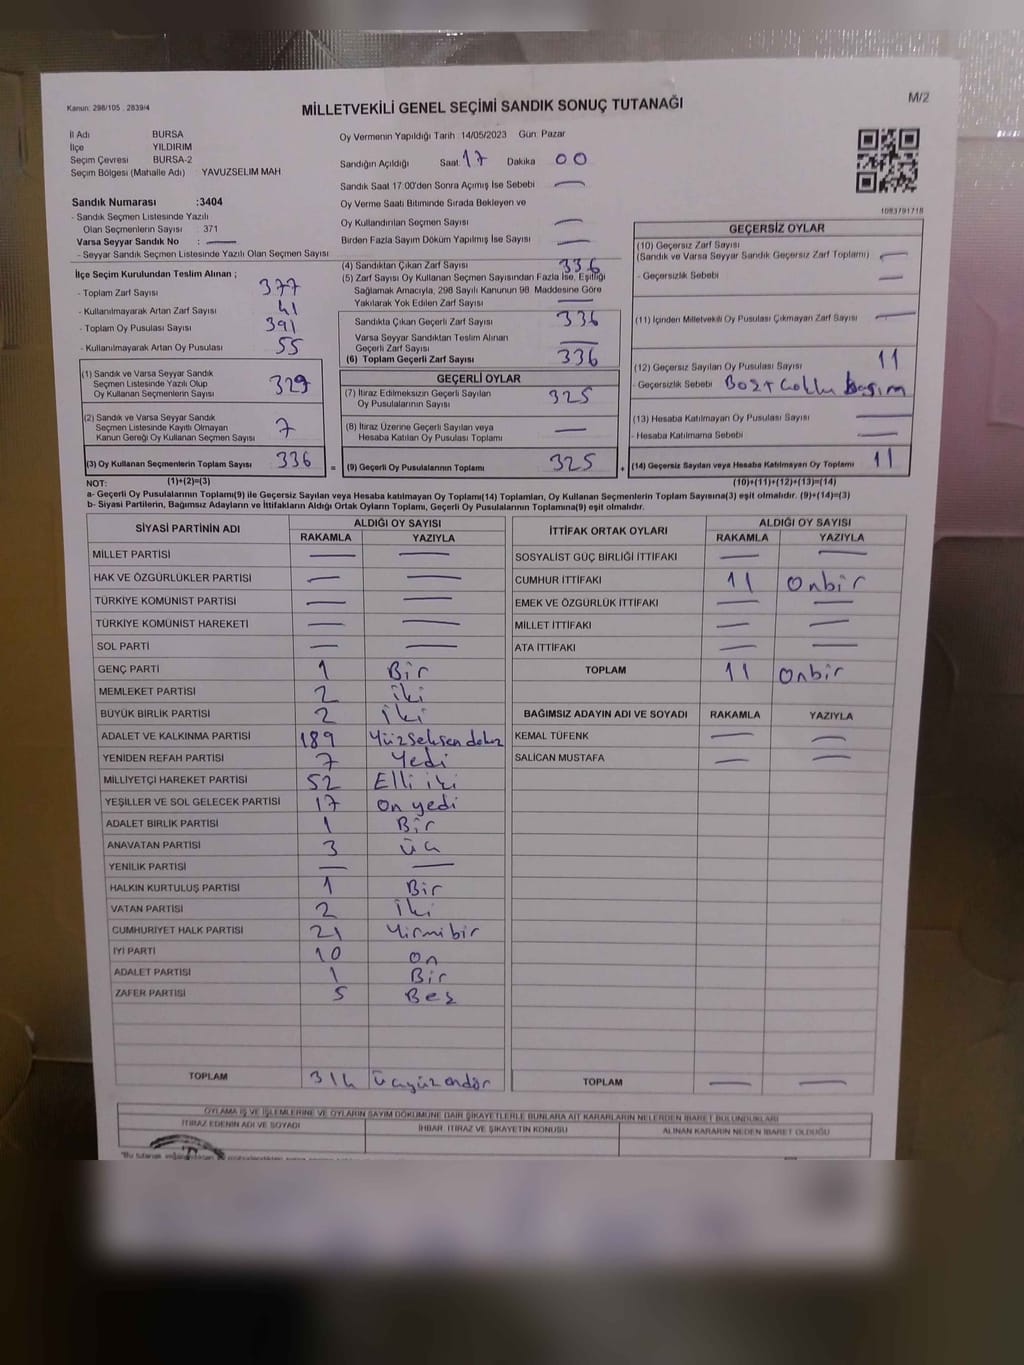 Kanun: 298/105 , 2839/4
MİLLETVEKİLİ GENEL SEÇİMİ SANDIK SONUÇ TUTANAĞI
M/2
İl Adı BURSA
İlçe YILDIRIM
Seçim Çevresi BURSA-2
Seçim Bölgesi (Mahalle Adı) YAVUZSELIM MAH
Sandık Numarası :3404
- Sandık Seçmen Listesinde Yazılı
Olan Seçmenlerin Sayısı : 371
Varsa Seyyar Sandık No : —
- Seyyar Sandık Seçmen Listesinde Yazılı Olan Seçmen Sayısı
İlçe Seçim Kurulundan Teslim Alınan ;
- Toplam Zarf Sayısı 377
- Kullanılmayarak Artan Zarf Sayısı 41
- Toplam Oy Pusulası Sayısı 391
- Kullanılmayarak Artan Oy Pusulası 55
(1) Sandık ve Varsa Seyyar Sandık
Seçmen Listesinde Yazılı Olup
Oy Kullanan Seçmenlerin Sayısı 329
(2) Sandık ve Varsa Seyyar Sandık
Seçmen Listesinde Kayıtlı Olmayan
Kanun Gereği Oy Kullanan Seçmen Sayısı 7
(3) Oy Kullanan Seçmenlerin Toplam Sayısı 336
Oy Vermenin Yapıldığı Tarih : 14/05/2023 Gün: Pazar
Sandığın Açıldığı Saat 17 Dakika 00
Sandık Saat 17:00'den Sonra Açımış İse Sebebi —
Oy Verme Saati Bitiminde Sırada Bekleyen ve
Oy Kullandırılan Seçmen Sayısı —
Birden Fazla Sayım Döküm Yapılmış İse Sayısı —
(4) Sandıktan Çıkan Zarf Sayısı 336
(5) Zarf Sayısı Oy Kullanan Seçmen Sayısından Fazla İse, Eşitliği
Sağlamak Amacıyla, 298 Sayılı Kanunun 98. Maddesine Göre
Yakılarak Yok Edilen Zarf Sayısı —
Sandıkta Çıkan Geçerli Zarf Sayısı 336
Varsa Seyyar Sandıktan Teslim Alınan
Geçerli Zarf Sayısı —
(6) Toplam Geçerli Zarf Sayısı 336
GEÇERLİ OYLAR
(7) İtiraz Edilmeksizin Geçerli Sayılan
Oy Pusulalarının Sayısı 325
(8) İtiraz Üzerine Geçerli Sayılan veya
Hesaba Katılan Oy Pusulası Toplamı —
= (9) Geçerli Oy Pusulalarının Toplamı 325
1083791718
GEÇERSİZ OYLAR
(10) Geçersiz Zarf Sayısı
(Sandık ve Varsa Seyyar Sandık Geçersiz Zarf Toplamı) —
- Geçersizlik Sebebi —
(11) İçinden Milletvekili Oy Pusulası Çıkmayan Zarf Sayısı —
(12) Geçersiz Sayılan Oy Pusulası Sayısı 11
- Geçersizlik Sebebi Boş+
(13) Hesaba Katılmayan Oy Pusulası Sayısı —
- Hesaba Katılmama Sebebi —
+ (14) Geçersiz Sayılan veya Hesaba Katılmayan Oy Toplamı 11
NOT: (1)+(2)=(3) (10)+(11)+(12)+(13)=(14)
a- Geçerli Oy Pusulalarının Toplamı(9) ile Geçersiz Sayılan veya Hesaba katılmayan Oy Toplamı(14) Toplamları, Oy Kullanan Seçmenlerin Toplam Sayısına(3) eşit olmalıdır. (9)+(14)=(3)
b- Siyasi Partilerin, Bağımsız Adayların ve İttifakların Aldığı Ortak Oyların Toplamı, Geçerli Oy Pusulalarının Toplamına(9) eşit olmalıdır.
SİYASİ PARTİNİN ADI ALDIĞI OY SAYISI
RAKAMLA YAZIYLA
MİLLET PARTİSİ — —
HAK VE ÖZGÜRLÜKLER PARTİSİ — —
TÜRKİYE KOMÜNİST PARTİSİ — —
TÜRKİYE KOMÜNİST HAREKETİ — —
SOL PARTİ — —
GENÇ PARTİ 1 Bir
MEMLEKET PARTİSİ 2 iki
BÜYÜK BİRLİK PARTİSİ 2 iki
ADALET VE KALKINMA PARTİSİ 189 Yüzseksen dokuz
YENİDEN REFAH PARTİSİ 7 Yedi
MİLLİYETÇİ HAREKET PARTİSİ 52 Elli iki
YEŞİLLER VE SOL GELECEK PARTİSİ 17 On yedi
ADALET BİRLİK PARTİSİ 1 Bir
ANAVATAN PARTİSİ 3 üç
YENİLİK PARTİSİ — —
HALKIN KURTULUŞ PARTİSİ 1 Bir
VATAN PARTİSİ 2 iki
CUMHURİYET HALK PARTİSİ 21 Yirmibir
İYİ PARTİ 10 On
ADALET PARTİSİ 1 Bir
ZAFER PARTİSİ 5 Beş
TOPLAM 314 üçyüz ondör
İTTİFAK ORTAK OYLARI ALDIĞI OY SAYISI
RAKAMLA YAZIYLA
SOSYALİST GÜÇ BİRLİĞİ İTTİFAKI — —
CUMHUR İTTİFAKI 11 Onbir
EMEK VE ÖZGÜRLÜK İTTİFAKI — —
MİLLET İTTİFAKI — —
ATA İTTİFAKI — —
TOPLAM 11 Onbir
BAĞIMSIZ ADAYIN ADI VE SOYADI RAKAMLA YAZIYLA
KEMAL TÜFENK — —
SALİCAN MUSTAFA — —
TOPLAM — —
OYLAMA İŞ VE İŞLEMLERİNE VE OYLARIN SAYIM DÖKÜMÜNE DAİR ŞİKAYETLERLE BUNLARA AİT KARARLARIN NELERDEN İBARET BULUNDUKLARI
İTİRAZ EDENİN ADI VE SOYADI İHBAR, İTİRAZ VE ŞİKAYETİN KONUSU ALINAN KARARIN NEDEN İBARET OLDUĞU